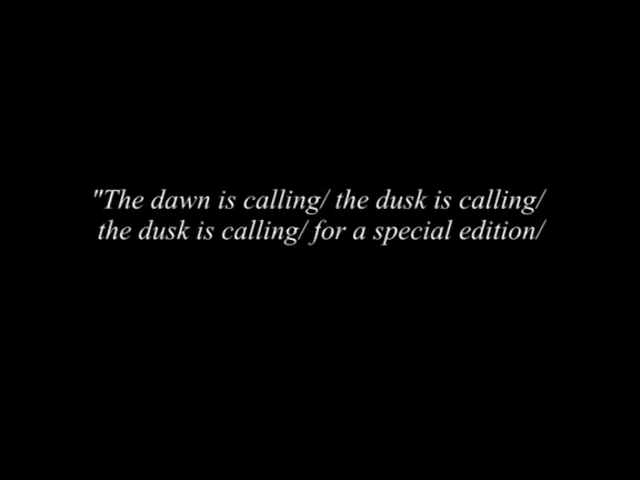 "The dawn is calling/ the dusk is calling/
the dusk is calling/ for a special edition/